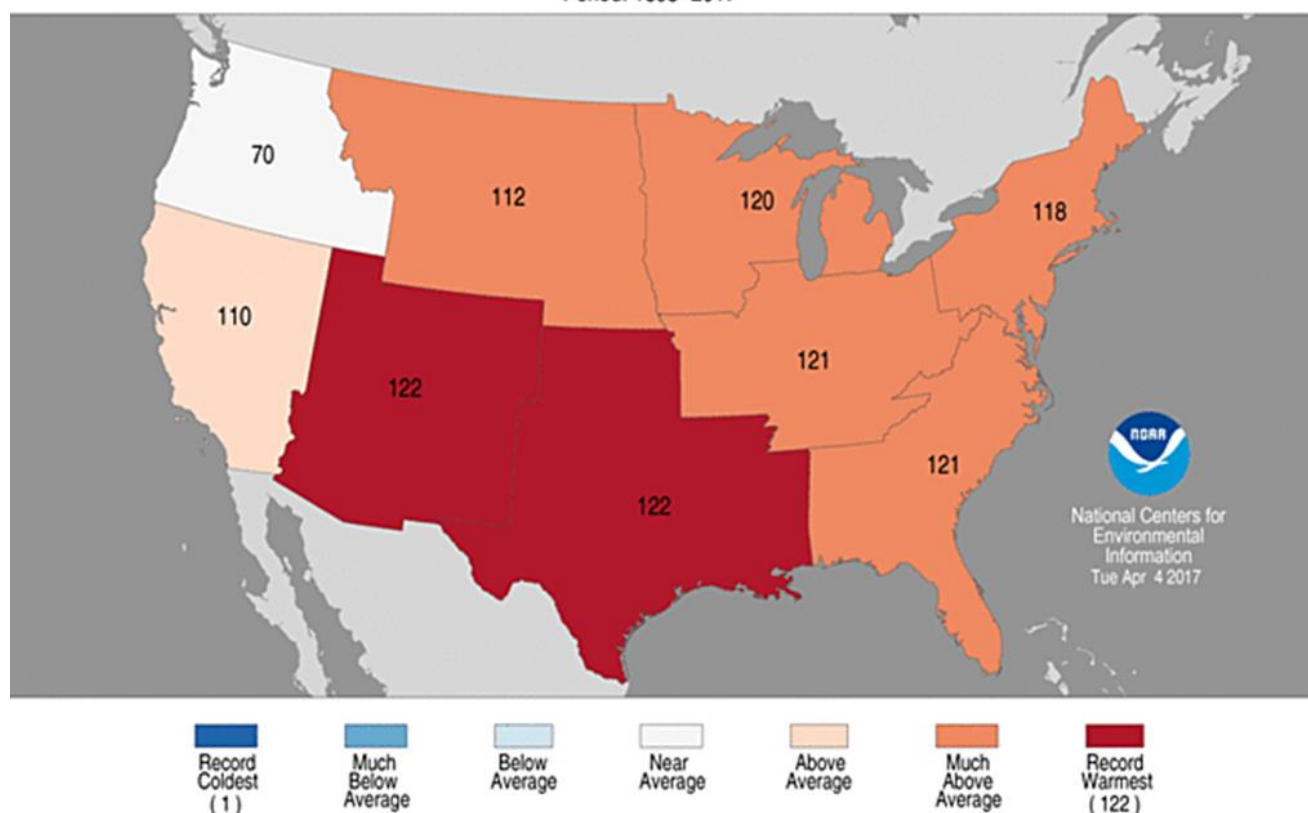 70
112
120
118
110
121
122
121
122
NOAA
National Centers for
Environmental
Information
Tue Apr 4 2017
Record
Coldest
( 1 )
Much
Below
Average
Below
Average
Near
Average
Above
Average
Much
Above
Average
Record
Warmest
( 122 )